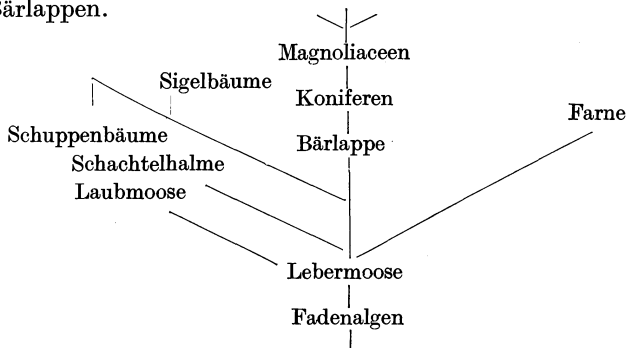 Bärlappen.
Magnoliaceen
Sigelbäume
Koniferen
Farne
Schuppenbäume
Bärlappe
Schachtelhalme
Laubmoose
Lebermoose
Fadenalgen